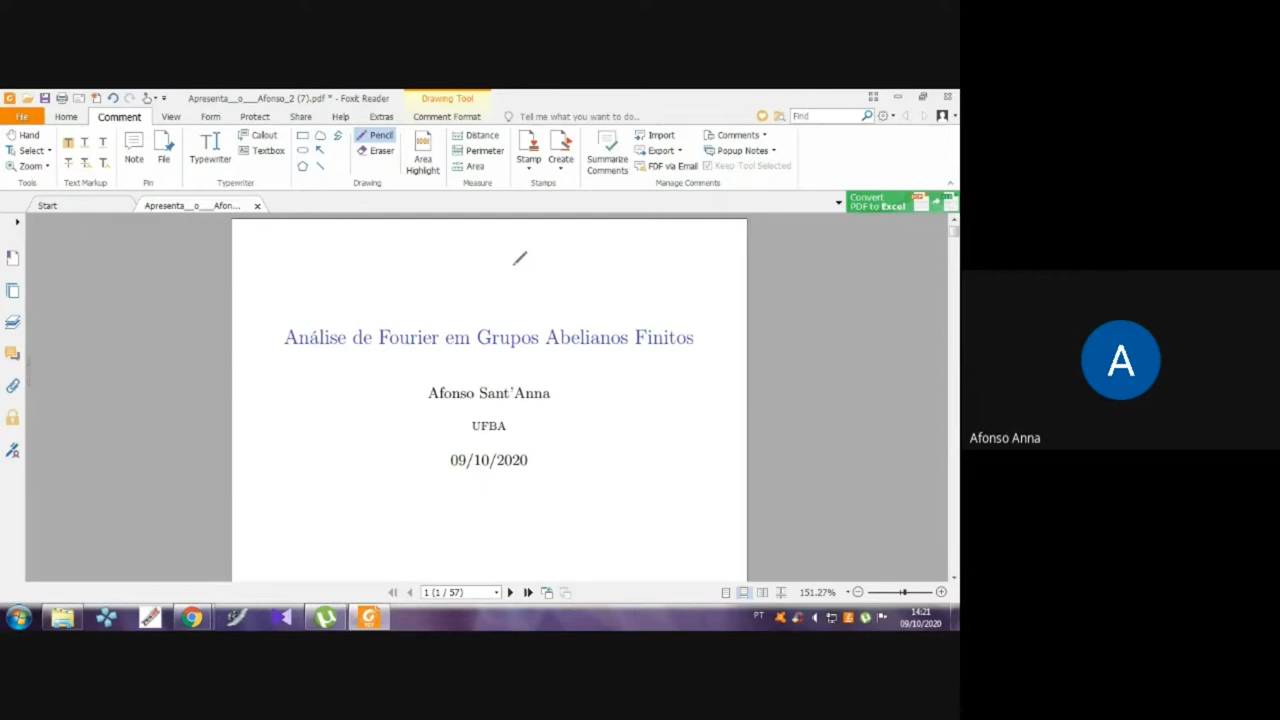 Apresenta__o___Afonso_2 (7).pdf * - Foxit Reader
Drawing Tool
File Home Comment View Form Protect Share Help Extras Comment Format Tell me what you want to do.. Find
Hand
Select
Zoom
Tools
Text Markup
Note
File
Pin
Typewriter
Callout
Textbox
Typewriter
Pencil
Eraser
Drawing
Area Highlight
Distance
Perimeter
Area
Measure
Stamp
Create
Stamps
Summarize Comments
Import
Export
FDF via Email
Comments
Popup Notes
Keep Tool Selected
Manage Comments
Start
Apresenta__o___Afon...
Convert
PDF to Excel
Análise de Fourier em Grupos Abelianos Finitos
Afonso Sant'Anna
UFBA
09/10/2020
1 (1 / 57)
151.27%
PT
14:21
09/10/2020
A
Afonso Anna